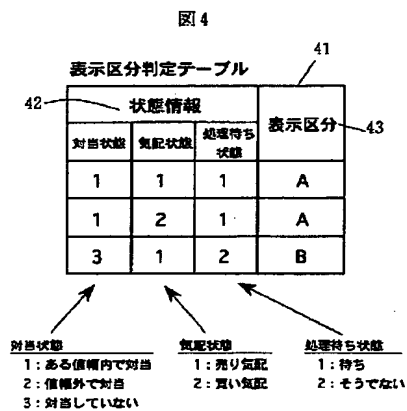 図4
表示区分判定テーブル
41
42
状態情報
表示区分
43
対当状態
気配状態
処理待ち
状態
1 1 1 A
1 2 1 A
3 1 2 B
対当状態
1：ある値幅内で対当
2：値幅外で対当
3：対当していない
気配状態
1：売り気配
2：買い気配
処理待ち状態
1：待ち
2：そうでない